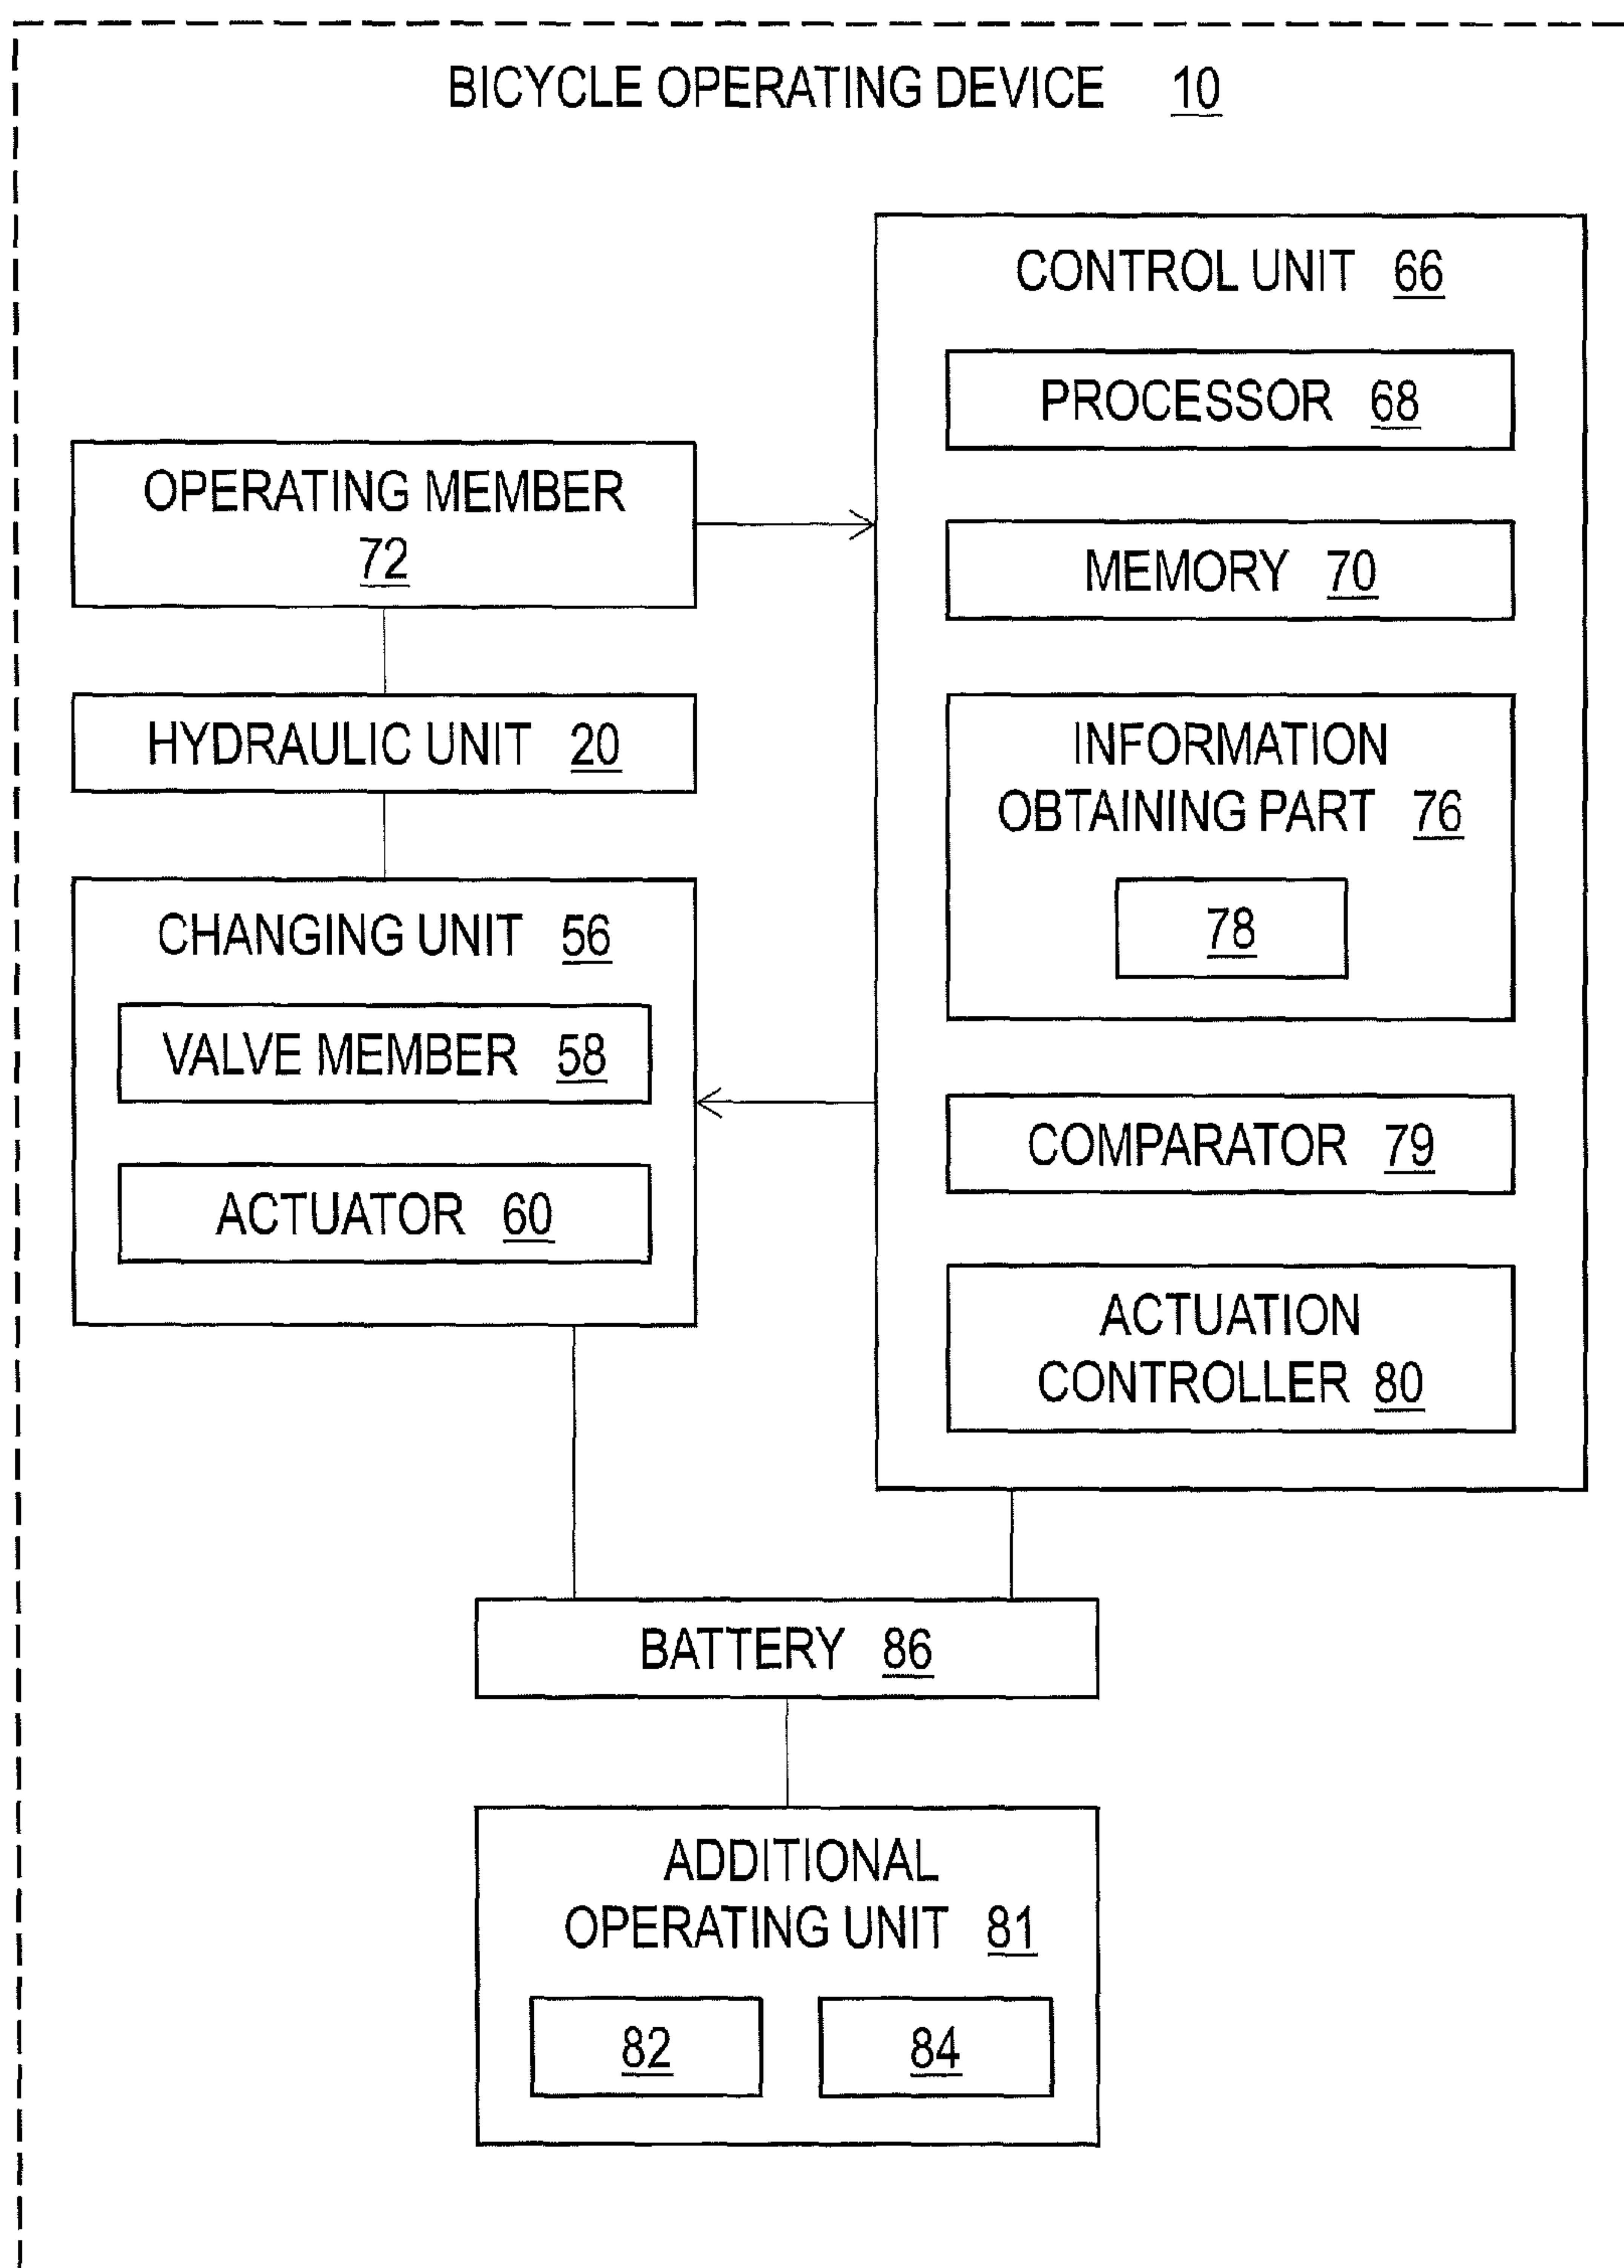 BICYCLE OPERATING DEVICE 10
CONTROL UNIT 66
PROCESSOR 68
MEMORY 70
INFORMATION
OBTAINING PART 76
78
COMPARATOR 79
ACTUATION
CONTROLLER 80
OPERATING MEMBER
72
HYDRAULIC UNIT 20
CHANGING UNIT 56
VALVE MEMBER 58
ACTUATOR 60
BATTERY 86
ADDITIONAL
OPERATING UNIT 81
82 84